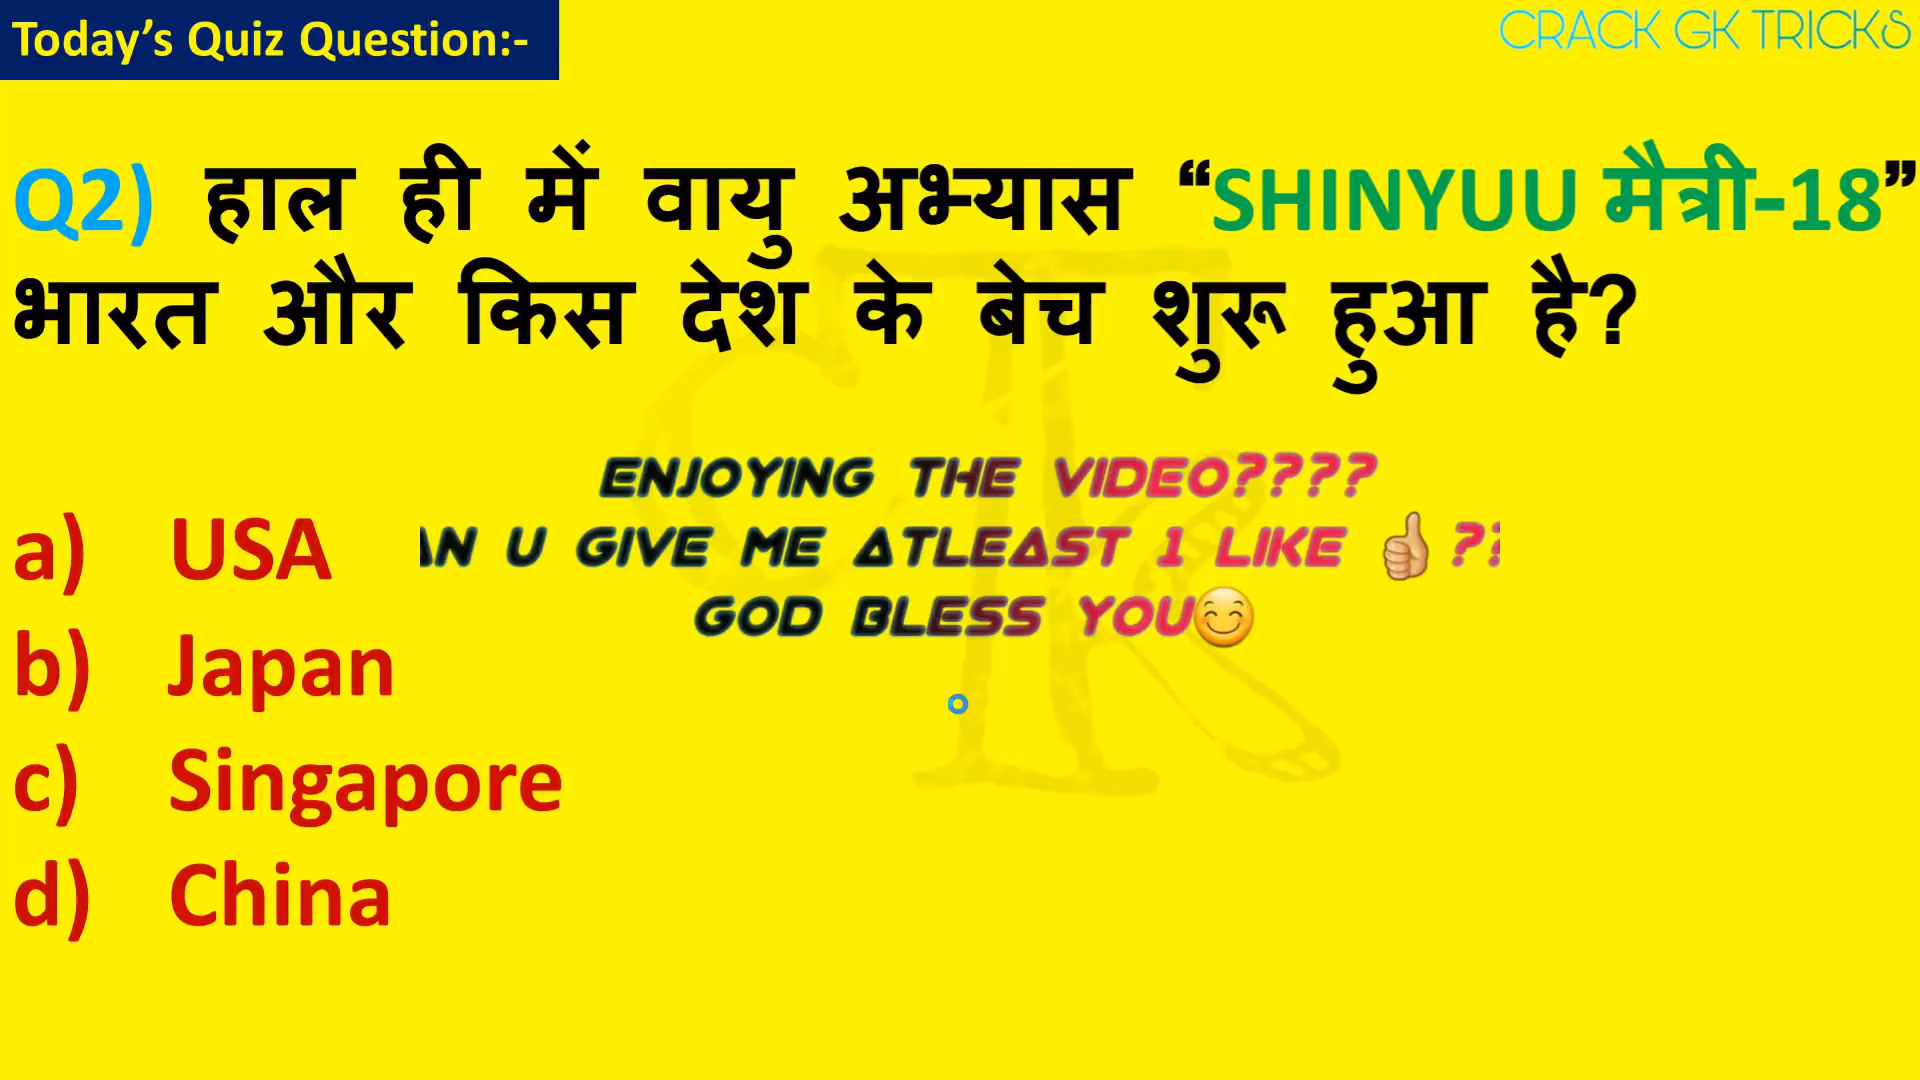 Today’s Quiz Question:-
CRACK GK TRICKS
Q2) हाल ही में वायु अभ्यास “SHINYUU मैत्री-18”
भारत और किस देश के बेच शुरू हुआ है?
ENJOYING THE VIDEO????
AN U GIVE ME ATLEAST 1 LIKE 👍 ??
GOD BLESS YOU😊
a) USA
b) Japan
c) Singapore
d) China